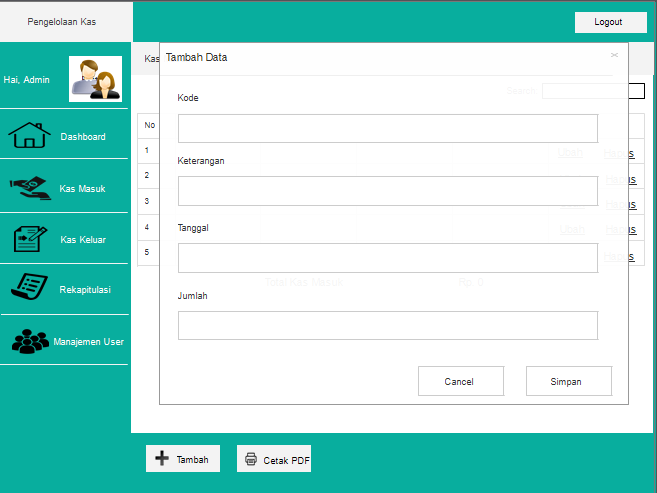 Pengelolaan Kas
Logout
Hai, Admin
Kas
Tambah Data
×
Kode
Search
No
Dashboard
1
Ubah
Hapus
Keterangan
2
Hapus
Kas Masuk
3
Hapus
Tanggal
4
Ubah
Hapus
Kas Keluar
5
Hapus
Total Kas Masuk
Rp. 0
Rekapitulasi
Jumlah
Manajemen User
Cancel
Simpan
Tambah
Cetak PDF